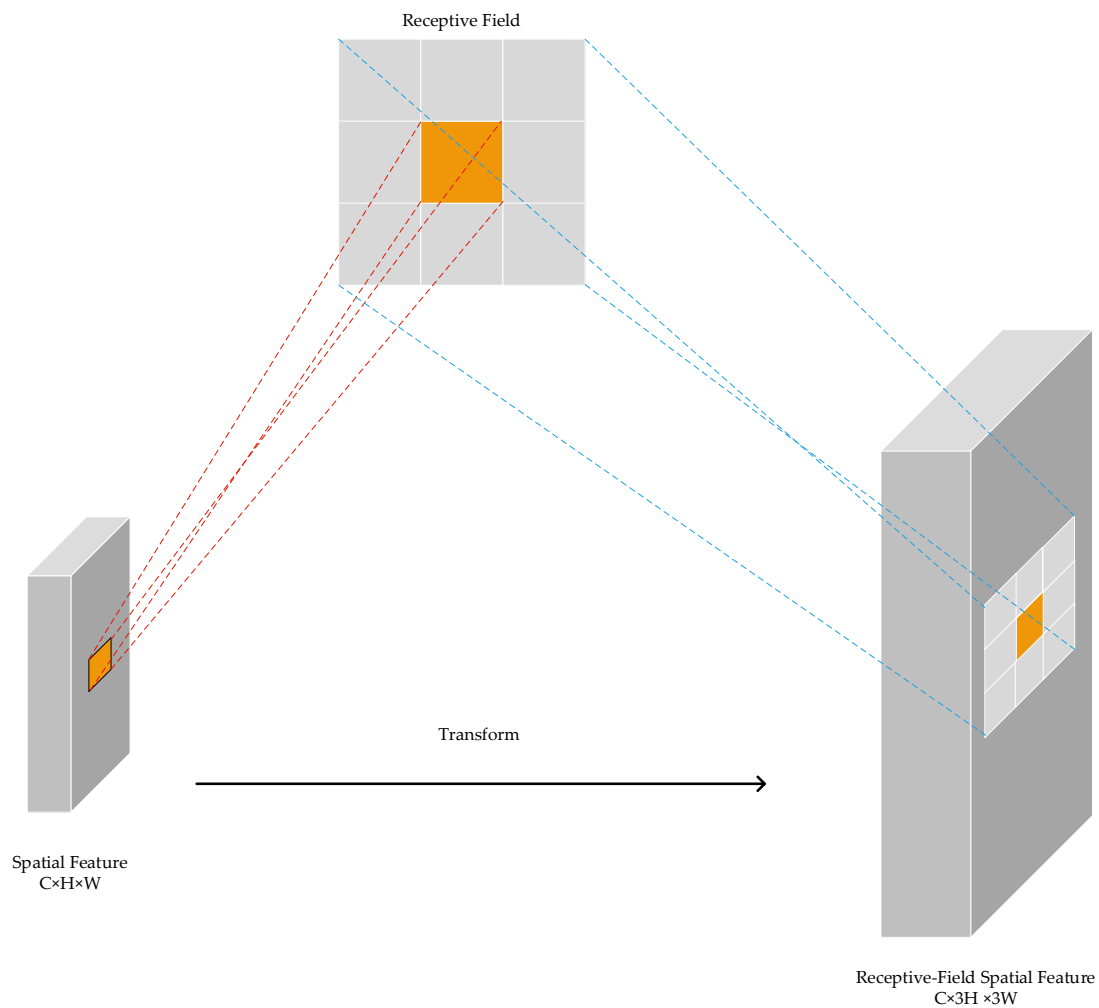 Receptive Field
Transform
Spatial Feature
C×H×W
Receptive-Field Spatial Feature
C×3H ×3W